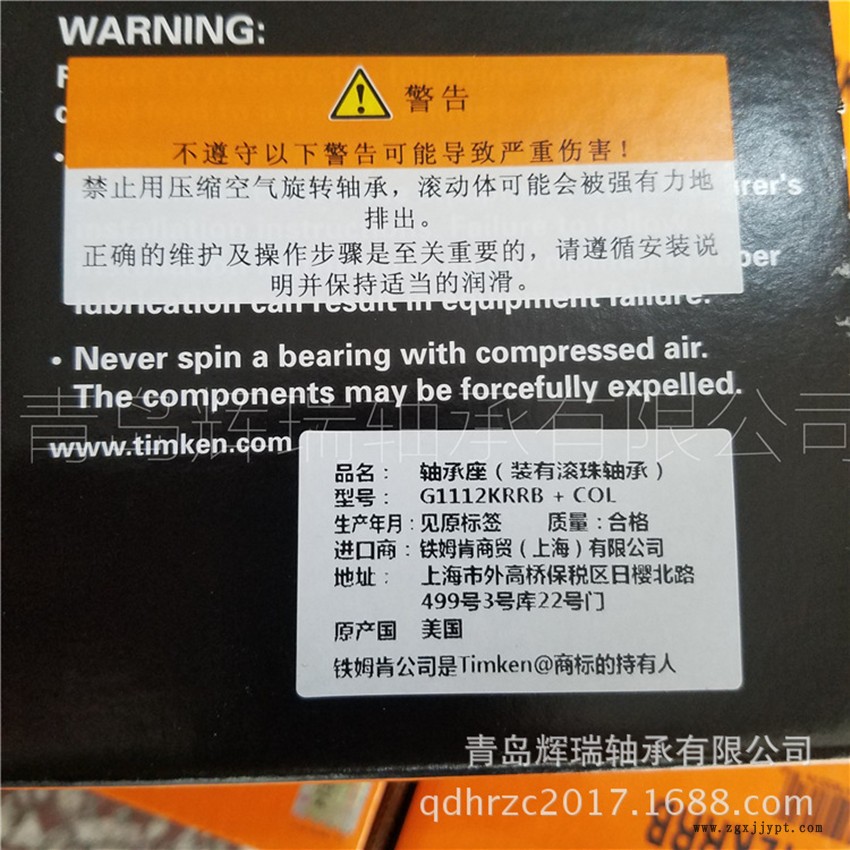 WARNING:
警告
不遵守以下警告可能导致严重伤害!
禁止用压缩空气旋转轴承，滚动体可能会被强有力地
排出。
rer's
正确的维护及操作步骤是至关重要的，请遵循安装说
per
明并保持适当的润滑。
lubrication can result in equipment failure.
• Never spin a bearing with compressed air.
The components may be forcefully expelled.
青岛辉瑞轴承有限公司
www.timken.com
品名： 轴承座（装有滚珠轴承）
型号： G1112KRRB + COL
生产年月：见原标签 质量：合格
进口商：铁姆肯商贸（上海）有限公司
地址： 上海市外高桥保税区日樱北路
499号3号库22号门
原产国 美国
铁姆肯公司是Timken@商标的持有人
青岛辉瑞轴承有限公司
qdhrzc2017.1688.com
www.zgxjjypt.com